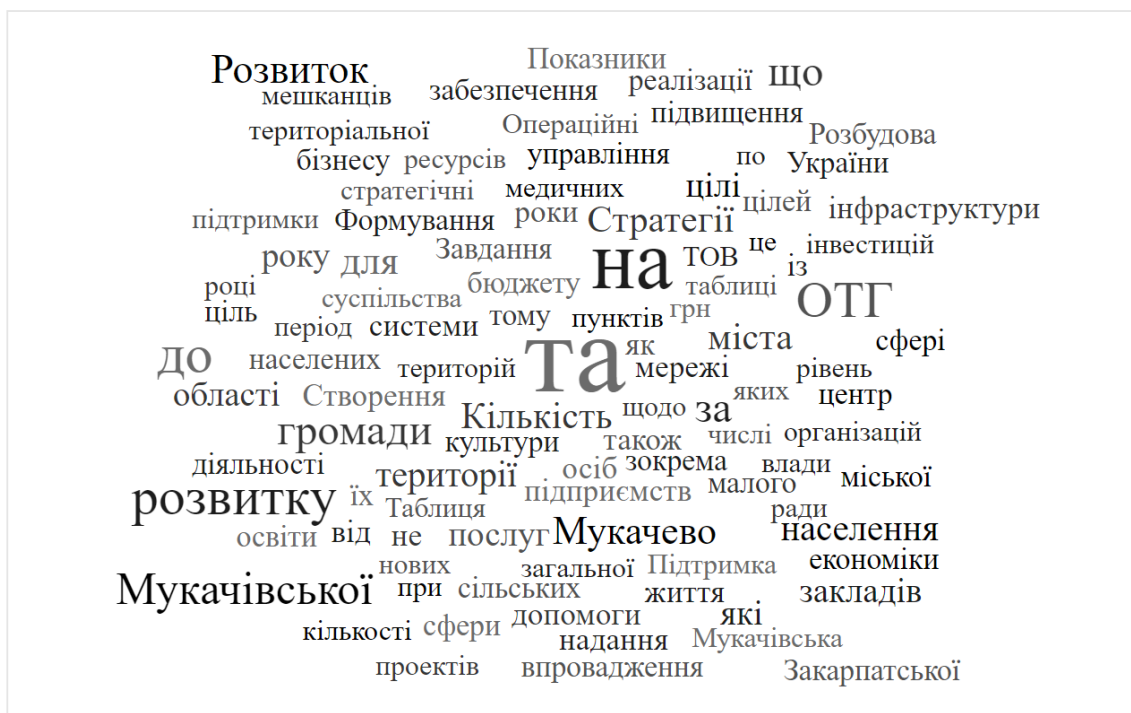 Показники
Розвиток реалізації що
мешканців забезпечення
територіальної Операційні підвищення Розбудова
бізнесу ресурсів управління по України
стратегічні медичних цілі цілей інфраструктури
підтримки Формування роки Стратегії
року для Завдання на ТОВ це із інвестицій
році суспільства бюджету таблиці ОТГ
ціль період системи тому пунктів грн
до населених територій та як мережі міста рівень сфері
області Створення Кількість щодо за яких центр
громади культури також числі організацій
діяльності території осіб зокрема влади міської
розвитку їх Таблиця підприємств малого ради
освіти від не послуг Мукачево населення
нових загальної Підтримка економіки
Мукачівської при сільських життя закладів
кількості сфери допомоги які
надання Мукачівська
проектів впровадження Закарпатської